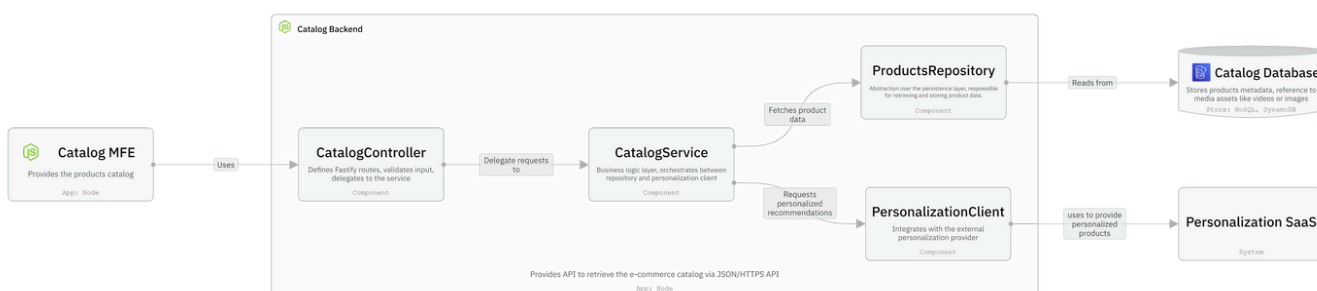 Catalog Backend
JS
Catalog MFE
Provides the products catalog
App: Node
Uses
CatalogController
Defines Fastify routes, validates input,
delegates to the service
Component
Delegate requests
to
CatalogService
Business logic layer, orchestrates between
repository and personalization client
Component
Fetches product
data
ProductsRepository
Abstraction over the persistence layer, responsible
for retrieving and storing product data.
Component
Reads from
Catalog Database
Stores products metadata, reference to
media assets like videos or images
Store: NoSQL, DynamoDB
Requests
personalized
recommendations
PersonalizationClient
Integrates with the external
personalization provider
Component
uses to provide
personalized
products
Personalization SaaS
System
Provides API to retrieve the e-commerce catalog via JSON/HTTPS API
App: Node